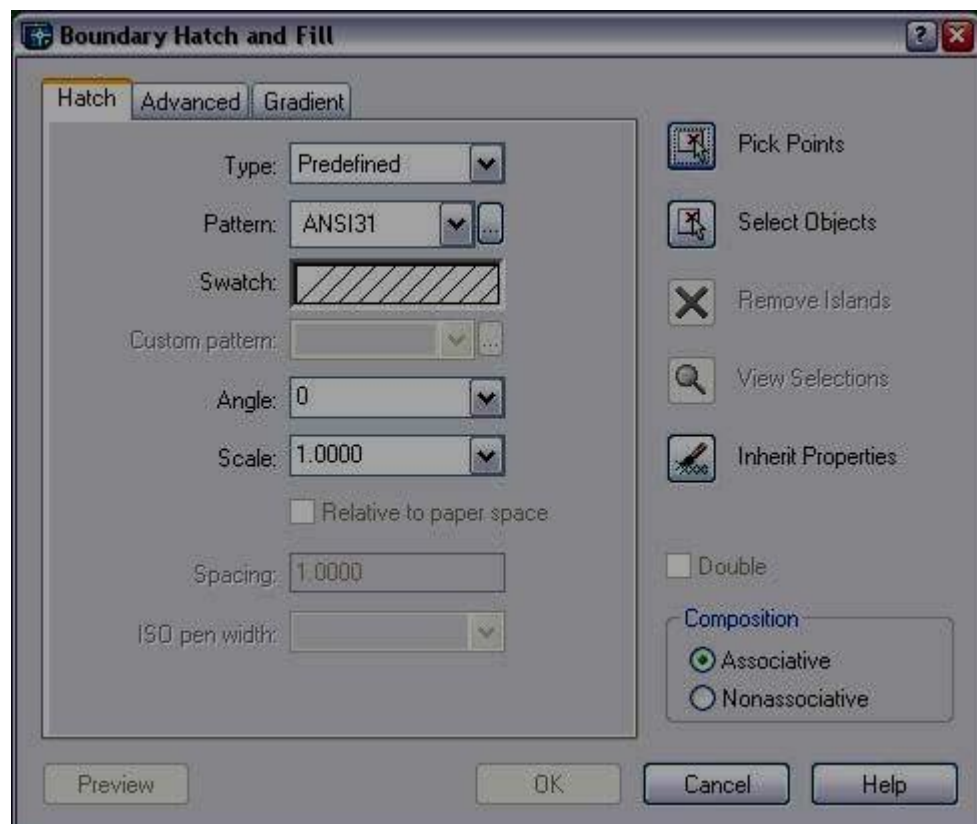 Boundary Hatch and Fill
Hatch
Advanced
Gradient
Type: Predefined
Pattern: ANSI31 ...
Swatch:
Custom pattern: ...
Angle: 0
Scale: 1.0000
Relative to paper space
Spacing: 1.0000
ISO pen width:
Pick Points
Select Objects
Remove Islands
View Selections
Inherit Properties
Double
Composition
Associative
Nonassociative
Preview
OK
Cancel
Help